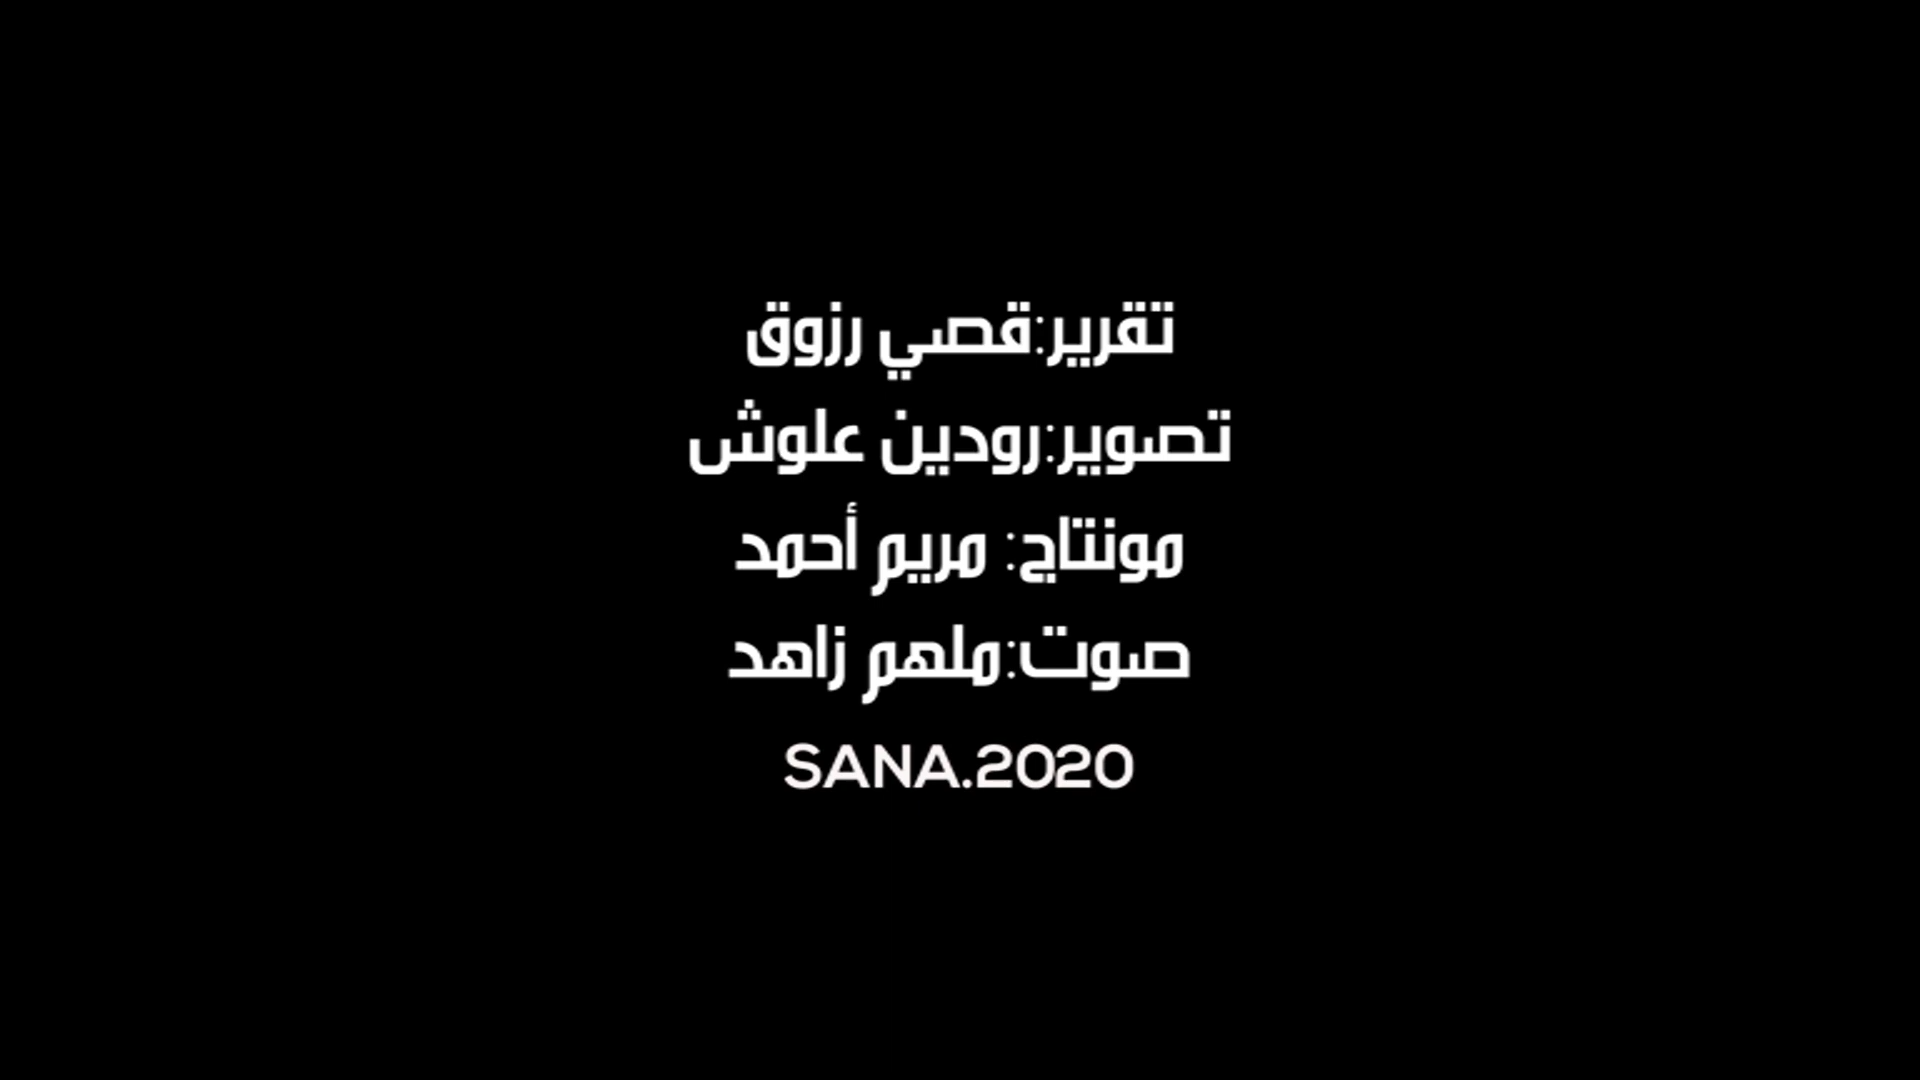 تقرير:قصي رزوق
تصوير:رودين علوش
مونتاج: مريم أحمد
صوت:ملهم زاهد
SANA.2020